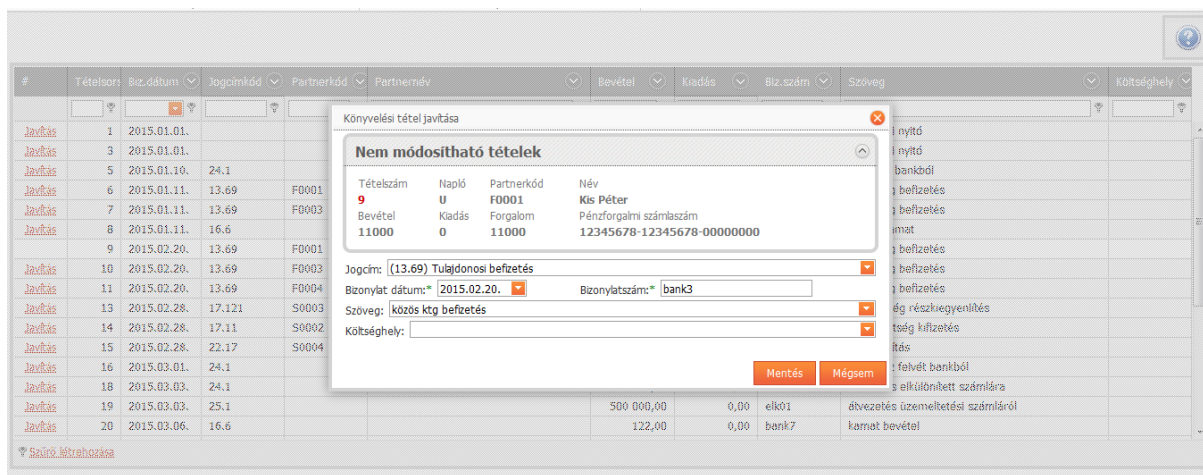 # Tételsors Biz.dátum Jogcímkód Partnerkód Partnernév Bevétel Kiadás Biz.szám Szöveg Költséghely
Könyvelési tétel javítása
Nem módosítható tételek
Tételszám Napló Partnerkód Név
9 U F0001 Kis Péter
Bevétel Kiadás Forgalom Pénzforgalmi számlaszám
11000 0 11000 12345678-12345678-00000000
Jogcím: (13.69) Tulajdonosi befizetés
Bizonylat dátum:* 2015.02.20. Bizonylatszám:* bank3
Szöveg: közös ktg befizetés
Költséghely:
Mentés Mégsem
Javítás 1 2015.01.01. nyitó
Javítás 3 2015.01.01. nyitó
Javítás 5 2015.01.10. 24.1 bankból
Javítás 6 2015.01.11. 13.69 F0001 befizetés
Javítás 7 2015.01.11. 13.69 F0003 befizetés
Javítás 8 2015.01.11. 16.6 mat
9 2015.02.20. 13.69 F0001 befizetés
Javítás 10 2015.02.20. 13.69 F0003 befizetés
Javítás 11 2015.02.20. 13.69 F0004 befizetés
Javítás 13 2015.02.28. 17.121 S0003 ég részkiegyenlítés
Javítás 14 2015.02.28. 17.11 S0002 tség kifizetés
Javítás 15 2015.02.28. 22.17 S0004 ítás
Javítás 16 2015.03.01. 24.1 felvét bankból
Javítás 18 2015.03.03. 24.1 s elkülönített számlára
Javítás 19 2015.03.03. 25.1 500 000,00 0,00 elk01 átvezetés üzemeltetési számláról
Javítás 20 2015.03.06. 16.6 122,00 0,00 bank7 kamat bevétel
Szűrő létrehozása